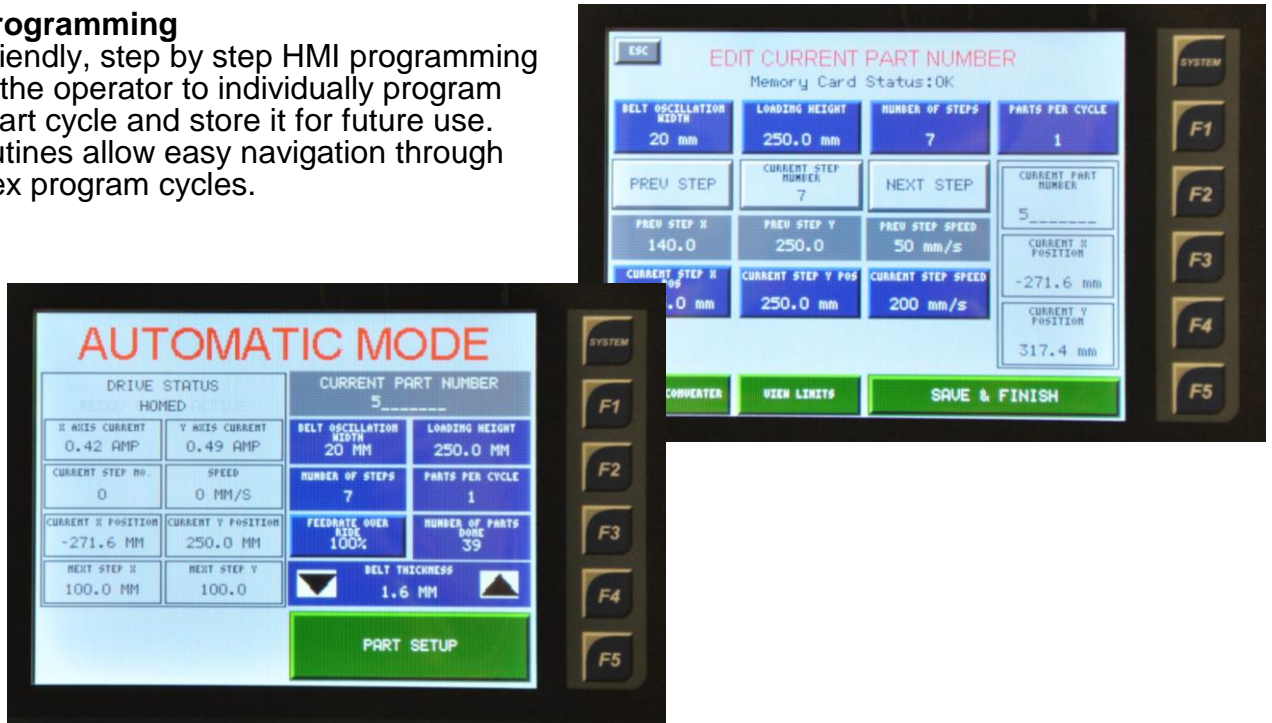 rogramming
iendly, step by step HMI programming
the operator to individually program
art cycle and store it for future use.
utines allow easy navigation through
ex program cycles.
ESC
EDIT CURRENT PART NUMBER
Memory Card Status:OK
BELT OSCILLATION WIDTH
20 mm
LOADING HEIGHT
250.0 mm
NUMBER OF STEPS
7
PARTS PER CYCLE
1
PREV STEP
CURRENT STEP NUMBER
7
NEXT STEP
CURRENT PART NUMBER
5_______
PREV STEP X
140.0
PREV STEP Y
250.0
PREV STEP SPEED
50 mm/s
CURRENT X POSITION
-271.6 mm
CURRENT STEP X POS
.0 mm
CURRENT STEP Y POS
250.0 mm
CURRENT STEP SPEED
200 mm/s
CURRENT Y POSITION
317.4 mm
CONVERTER
VIEW LIMITS
SAVE & FINISH
SYSTEM
F1
F2
F3
F4
F5
AUTOMATIC MODE
DRIVE STATUS
HOMED
CURRENT PART NUMBER
5_______
X AXIS CURRENT
0.42 AMP
Y AXIS CURRENT
0.49 AMP
BELT OSCILLATION WIDTH
20 MM
LOADING HEIGHT
250.0 MM
CURRENT STEP NO.
0
SPEED
0 MM/S
NUMBER OF STEPS
7
PARTS PER CYCLE
1
CURRENT X POSITION
-271.6 MM
CURRENT Y POSITION
250.0 MM
FEEDRATE OVER RIDE
100%
NUMBER OF PARTS DONE
39
NEXT STEP X
100.0 MM
NEXT STEP Y
100.0
BELT THICKNESS
1.6 MM
PART SETUP
SYSTEM
F1
F2
F3
F4
F5